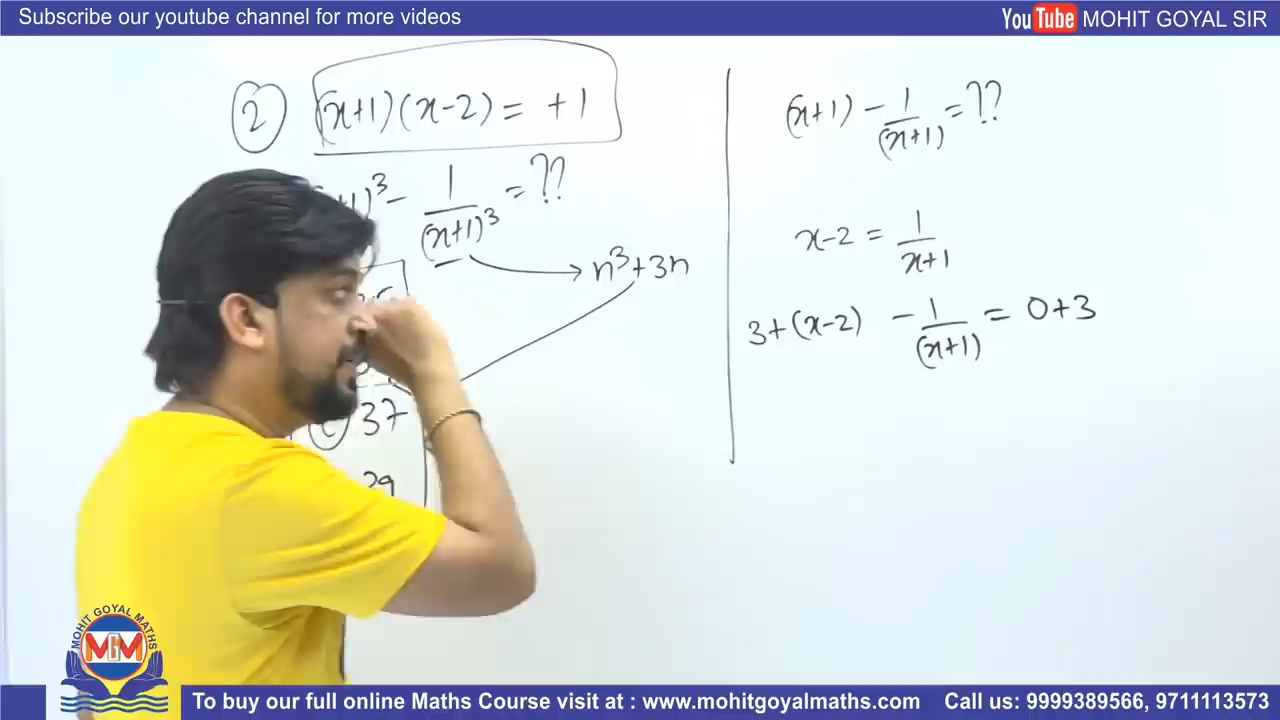 Subscribe our youtube channel for more videos
YouTube MOHIT GOYAL SIR
② (x+1)(x-2) = +1
)³ - 1/(x+1)³ = ??
→ n³+3n
C 37
39
(x+1) - 1/(x+1) = ??
x-2 = 1/x+1
3+(x-2) - 1/(x+1) = 0+3
MOHIT GOYAL MATHS
MGM
To buy our full online Maths Course visit at : www.mohitgoyalmaths.com Call us: 9999389566, 9711113573